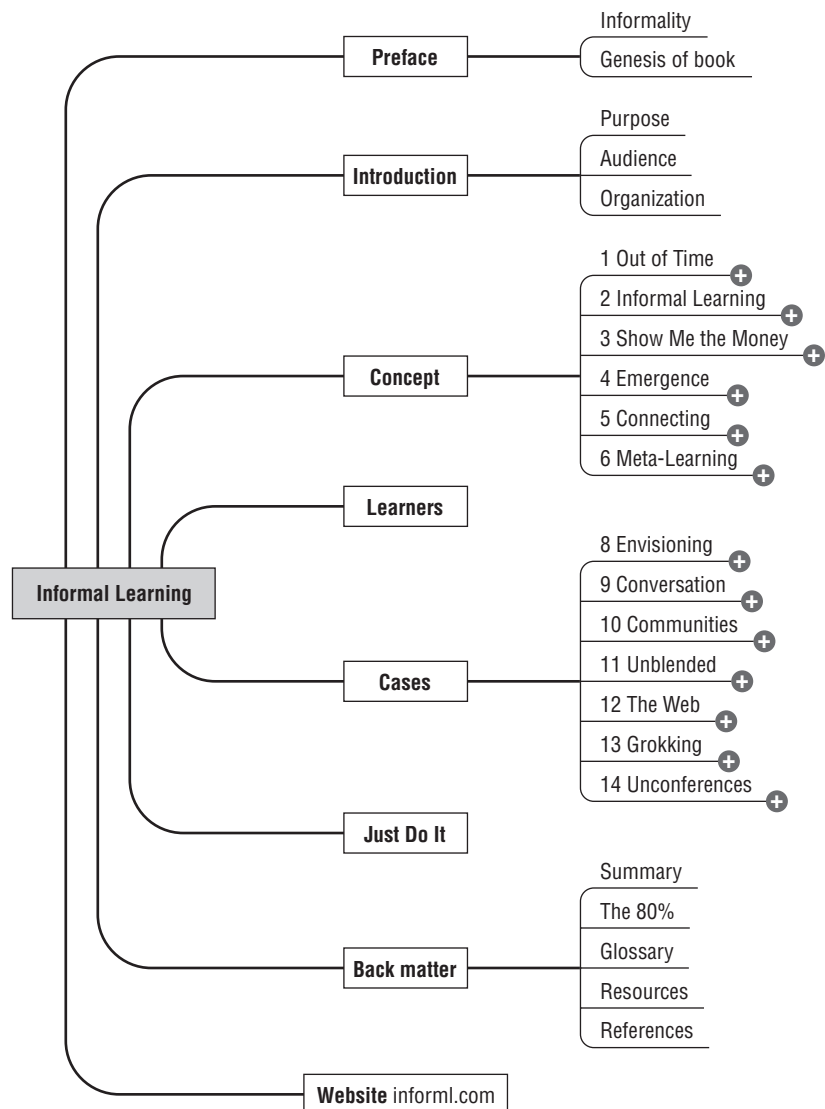 Informal Learning
Preface
Informality
Genesis of book
Introduction
Purpose
Audience
Organization
Concept
1 Out of Time
2 Informal Learning
3 Show Me the Money
4 Emergence
5 Connecting
6 Meta-Learning
Learners
Cases
8 Envisioning
9 Conversation
10 Communities
11 Unblended
12 The Web
13 Grokking
14 Unconferences
Just Do It
Back matter
Summary
The 80%
Glossary
Resources
References
Website informl.com